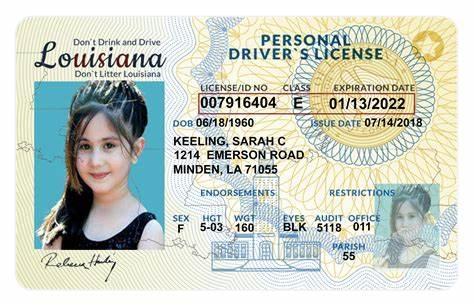 Don't Drink and Drive
Louisiana
Don't Litter Louisiana
PERSONAL
DRIVER'S LICENSE
LICENSE/ID NO CLASS EXPIRATION DATE
007916404 E 01/13/2022
DOB 06/18/1960 ISSUE DATE 07/14/2018
KEELING, SARAH C
1214 EMERSON ROAD
MINDEN, LA 71055
ENDORSEMENTS RESTRICTIONS
SEX HGT WGT EYES AUDIT OFFICE
F 5-03 160 BLK 5118 011
PARISH
55